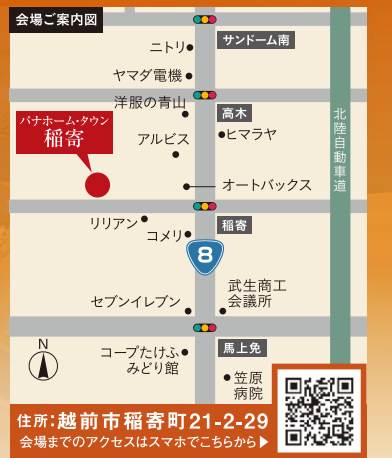 会場ご案内図
サンドーム南
ニトリ
ヤマダ電機
洋服の青山
高木
パナホーム・タウン
稲寄
アルビス
ヒマラヤ
北陸自動車道
オートバックス
リリアン
稲寄
コメリ
8
武生商工
会議所
セブンイレブン
馬上免
N
コープたけふ
みどり館
笠原
病院
住所:越前市稲寄町21-2-29
会場までのアクセスはスマホでこちらから▶